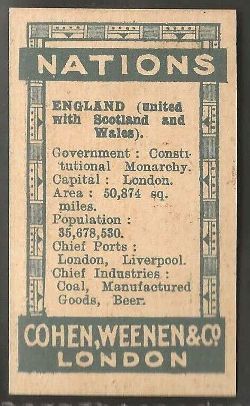 NATIONS
ENGLAND (united
with Scotland and
Wales).
Government : Consti-
tutional Monarchy.
Capital : London.
Area : 50,874 sq.
miles.
Population :
35,678,530.
Chief Ports :
London, Liverpool.
Chief Industries :
Coal, Manufactured
Goods, Beer.
COHEN, WEENEN & Co.
LONDON